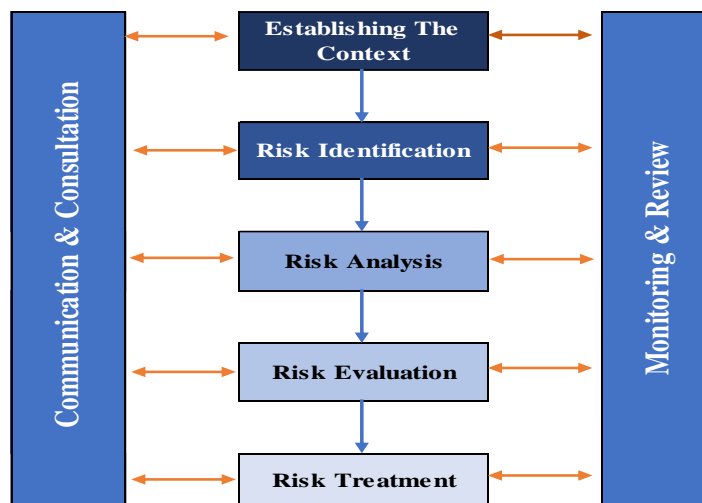 Communication & Consultation
Establishing The
Context
Risk Identification
Risk Analysis
Risk Evaluation
Risk Treatment
Monitoring & Review